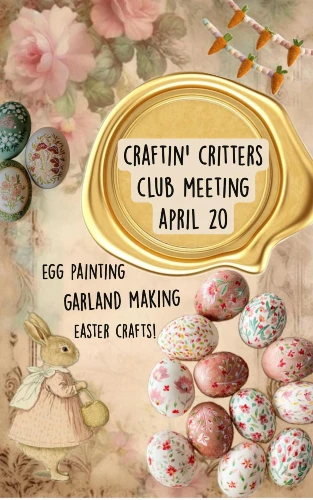 CRAFTIN' CRITTERS
CLUB MEETING
APRIL 20
EGG PAINTING
GARLAND MAKING
EASTER CRAFTS!